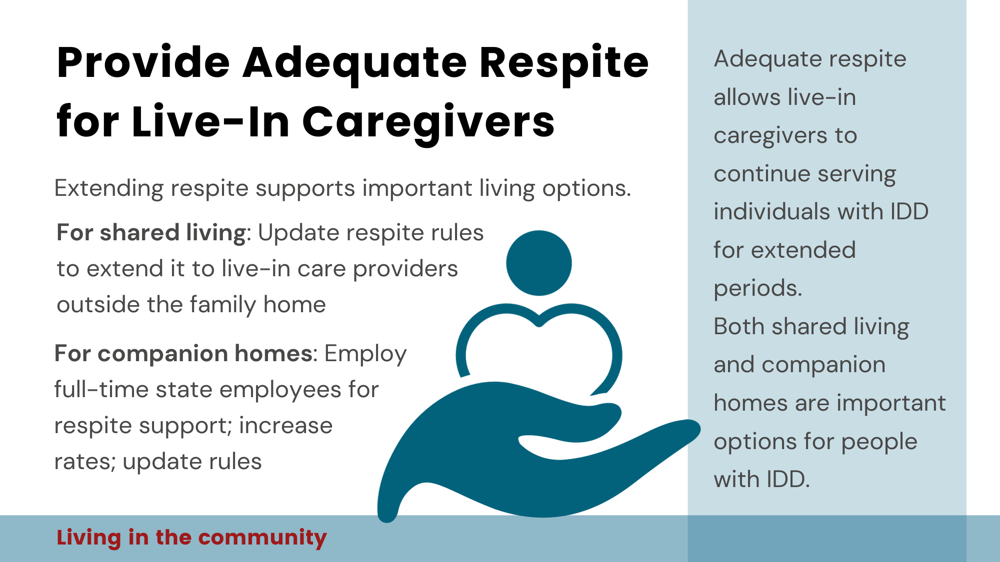 Provide Adequate Respite
for Live-In Caregivers
Extending respite supports important living options.
For shared living: Update respite rules
to extend it to live-in care providers
outside the family home
For companion homes: Employ
full-time state employees for
respite support; increase
rates; update rules
Adequate respite
allows live-in
caregivers to
continue serving
individuals with IDD
for extended
periods.
Both shared living
and companion
homes are important
options for people
with IDD.
Living in the community